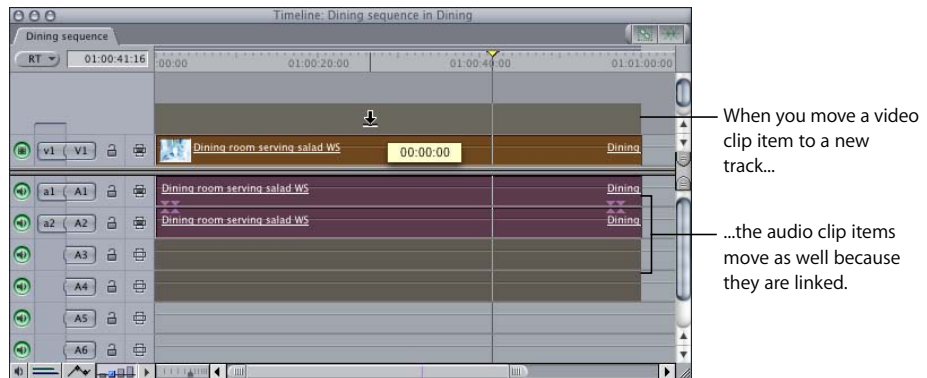 Timeline: Dining sequence in Dining
Dining sequence
RT 01:00:41:16 :00:00 01:00:20:00 01:00:40:00 01:01:00:00
When you move a video
clip item to a new
track...
v1 V1 Dining room serving salad WS 00:00:00 Dining
a1 A1 Dining room serving salad WS Dining
a2 A2 Dining room serving salad WS Dining
...the audio clip items
move as well because
they are linked.
A3
A4
A5
A6